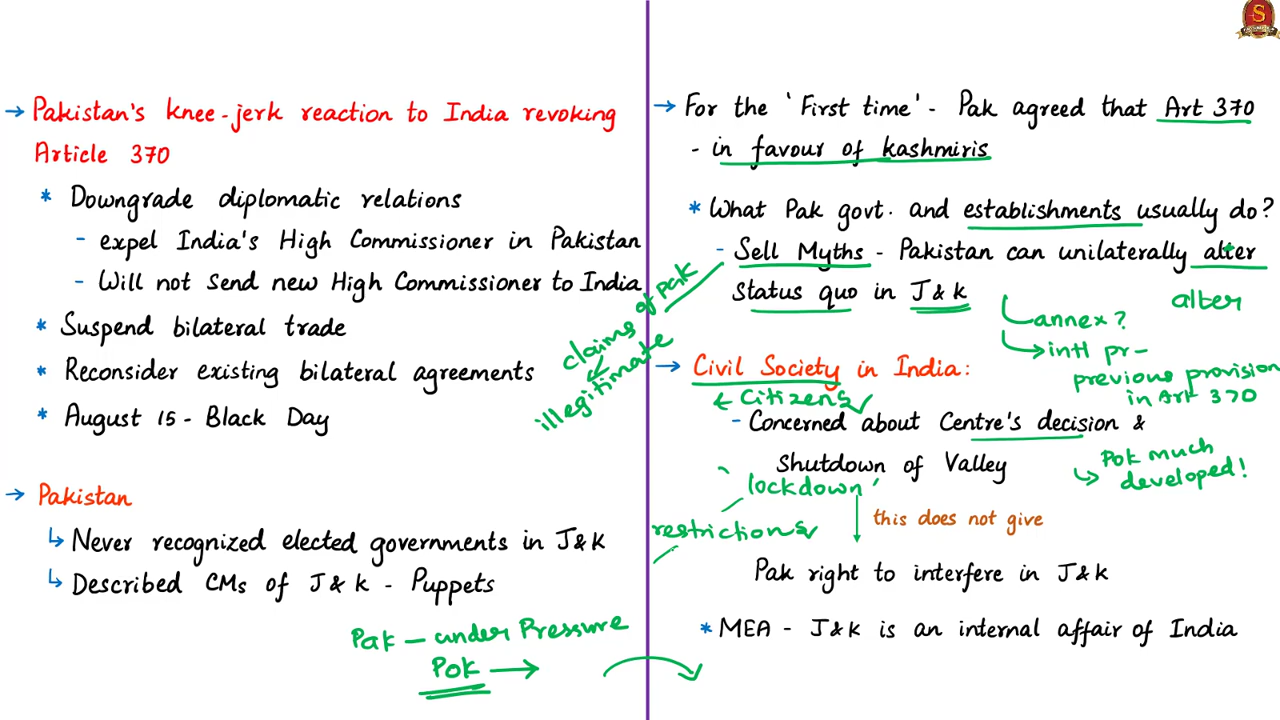 → Pakistan's knee-jerk reaction to India revoking
Article 370
* Downgrade diplomatic relations
- expel India's High Commissioner in Pakistan
- Will not send new High Commissioner to India
* Suspend bilateral trade
* Reconsider existing bilateral agreements
* August 15 - Black Day
claims of Pak
illegitimate
→ Pakistan
↳ Never recognized elected governments in J&K
↳ Described CMs of J&K - Puppets
Pak - under Pressure
POK →
→ For the 'First time' - Pak agreed that Art 370
- in favour of kashmiris
* What Pak govt. and establishments usually do?
- Sell Myths - Pakistan can unilaterally alter
Status quo in J&K
alter
annex?
→ intl pr-
previous provision
in Art 370
→ Civil Society in India:
← Citizens
- Concerned about Centre's decision &
Shutdown of Valley
POK much
developed!
'lockdown'
restrictions
this does not give
Pak right to interfere in J&K
* MEA - J&K is an internal affair of India
S